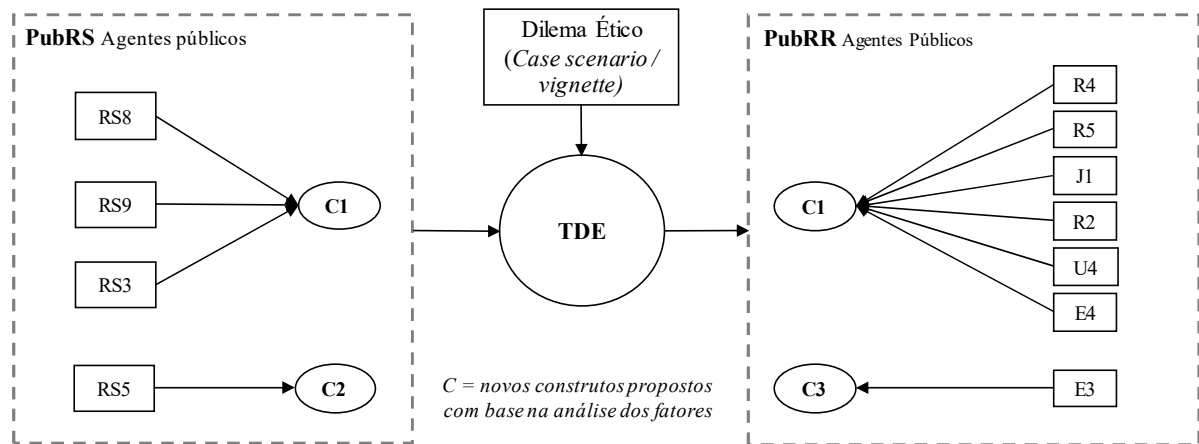 PubRS Agentes públicos
RS8
RS9
RS3
RS5
C1
C2
Dilema Ético
(Case scenario /
vignette)
TDE
C = novos construtos propostos
com base na análise dos fatores
PubRR Agentes Públicos
C1
C3
R4
R5
J1
R2
U4
E4
E3